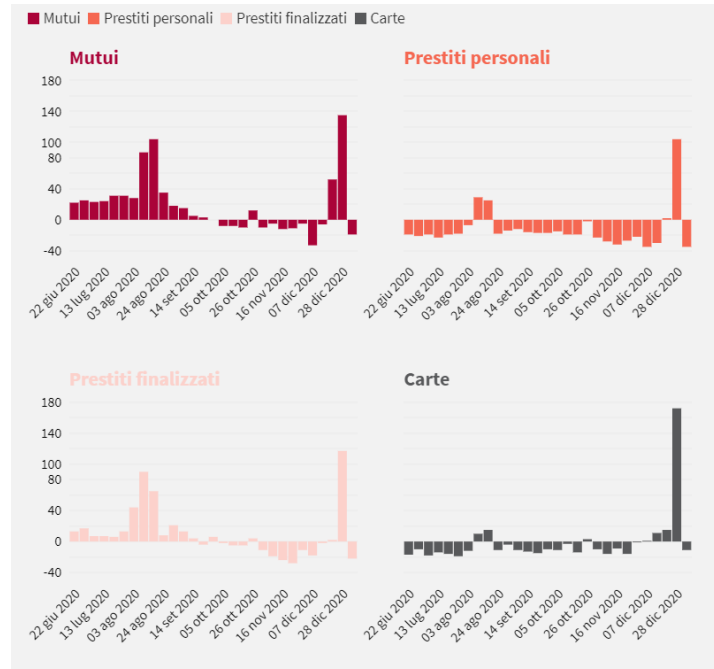 Mutui Prestiti personali Prestiti finalizzati Carte
Mutui
180
140
100
80
40
0
-40
22 giu 2020
13 lug 2020
03 ago 2020
24 ago 2020
14 set 2020
05 ott 2020
26 ott 2020
16 nov 2020
07 dic 2020
28 dic 2020
Prestiti personali
22 giu 2020
13 lug 2020
03 ago 2020
24 ago 2020
14 set 2020
05 ott 2020
26 ott 2020
16 nov 2020
07 dic 2020
28 dic 2020
Prestiti finalizzati
180
140
100
80
40
0
-40
22 giu 2020
13 lug 2020
03 ago 2020
24 ago 2020
14 set 2020
05 ott 2020
26 ott 2020
16 nov 2020
07 dic 2020
28 dic 2020
Carte
22 giu 2020
13 lug 2020
03 ago 2020
24 ago 2020
14 set 2020
05 ott 2020
26 ott 2020
16 nov 2020
07 dic 2020
28 dic 2020